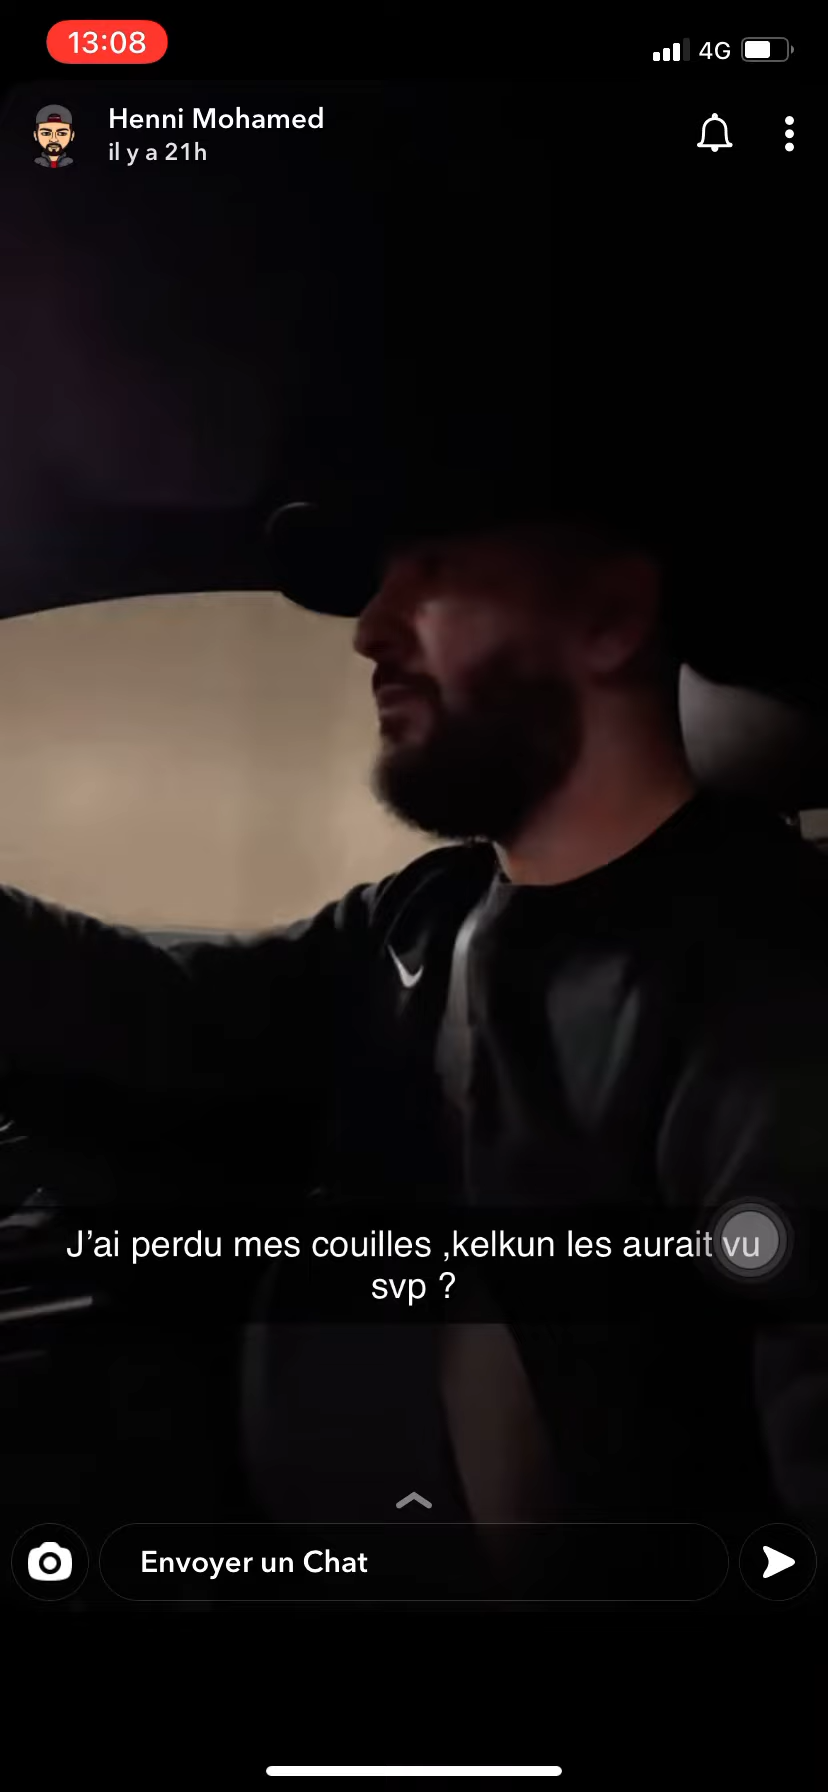 13:08
4G
Henni Mohamed
il y a 21h
J'ai perdu mes couilles ,kelkun les aurait vu
svp ?
Envoyer un Chat